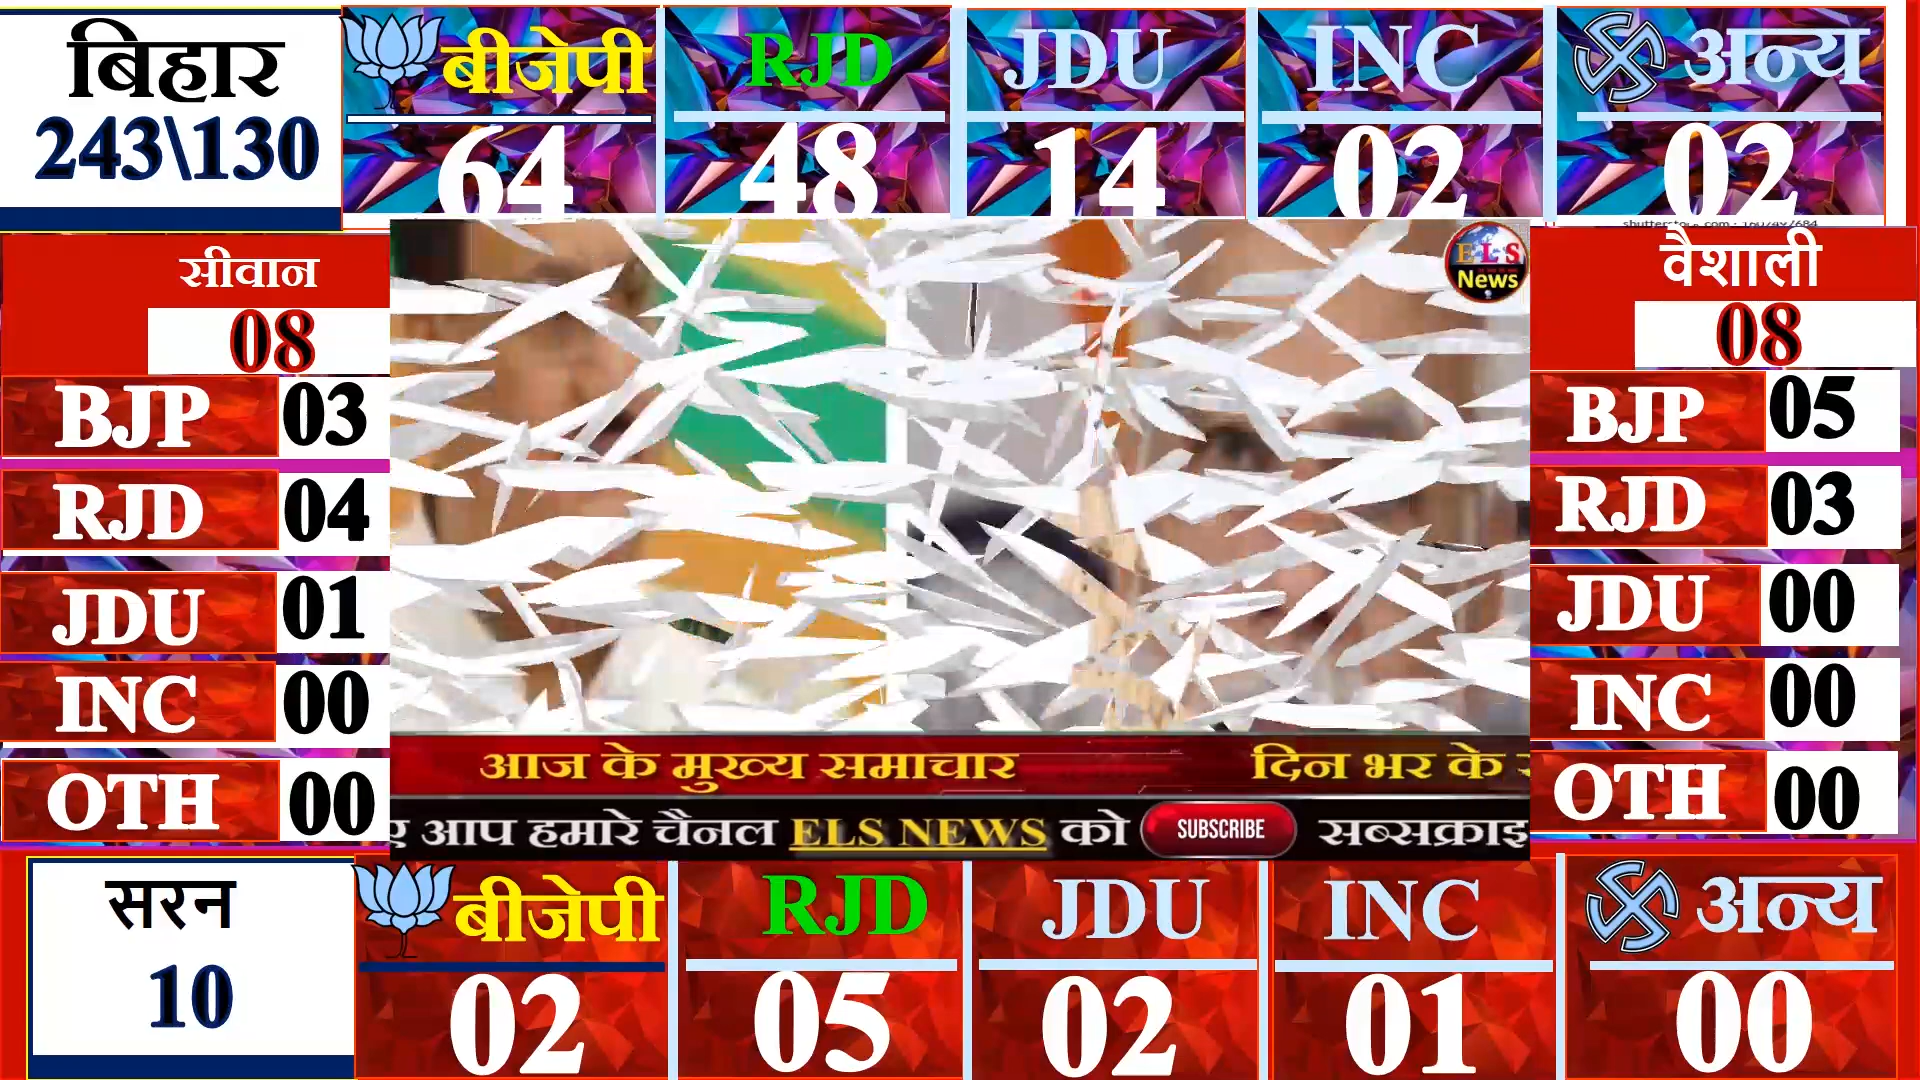 बिहार
243\130
बीजेपी RJD JDU INC अन्य
64 48 14 02 02
shutterstock.com · 1607497684
ELS
News
सीवान
08
BJP 03
RJD 04
JDU 01
INC 00
OTH 00
वैशाली
08
BJP 05
RJD 03
JDU 00
INC 00
OTH 00
आज के मुख्य समाचार दिन भर के
आप हमारे चैनल ELS NEWS को SUBSCRIBE सब्सक्राइ
सरन
10
बीजेपी RJD JDU INC अन्य
02 05 02 01 00